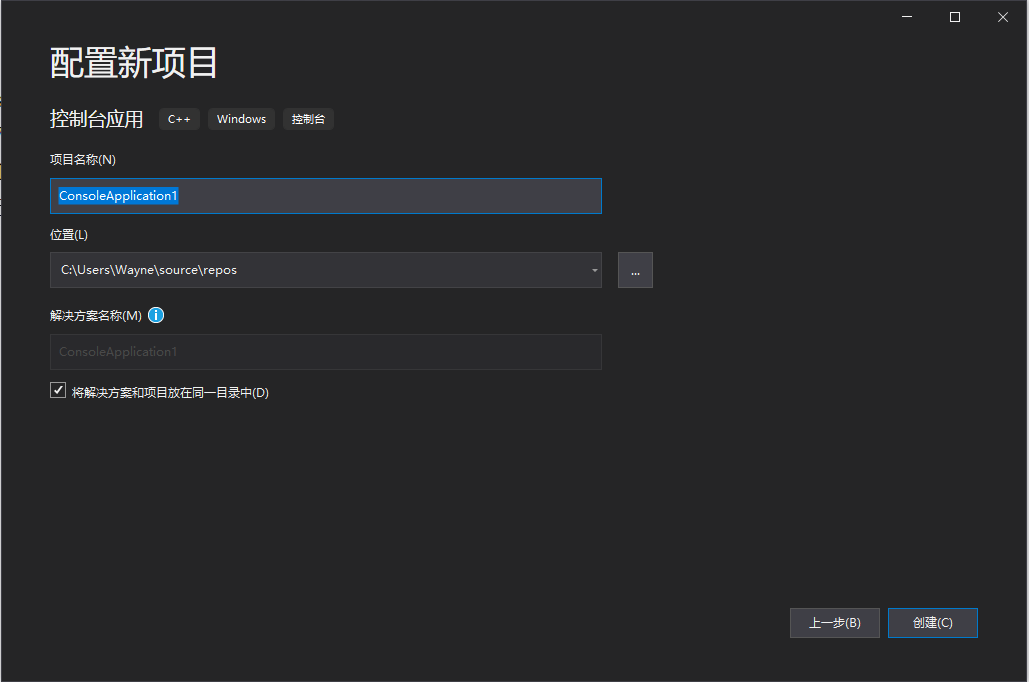 配置新项目
控制台应用 C++ Windows 控制台
项目名称(N)
ConsoleApplication1
位置(L)
C:\Users\Wayne\source\repos
...
解决方案名称(M)
ConsoleApplication1
将解决方案和项目放在同一目录中(D)
上一步(B) 创建(C)